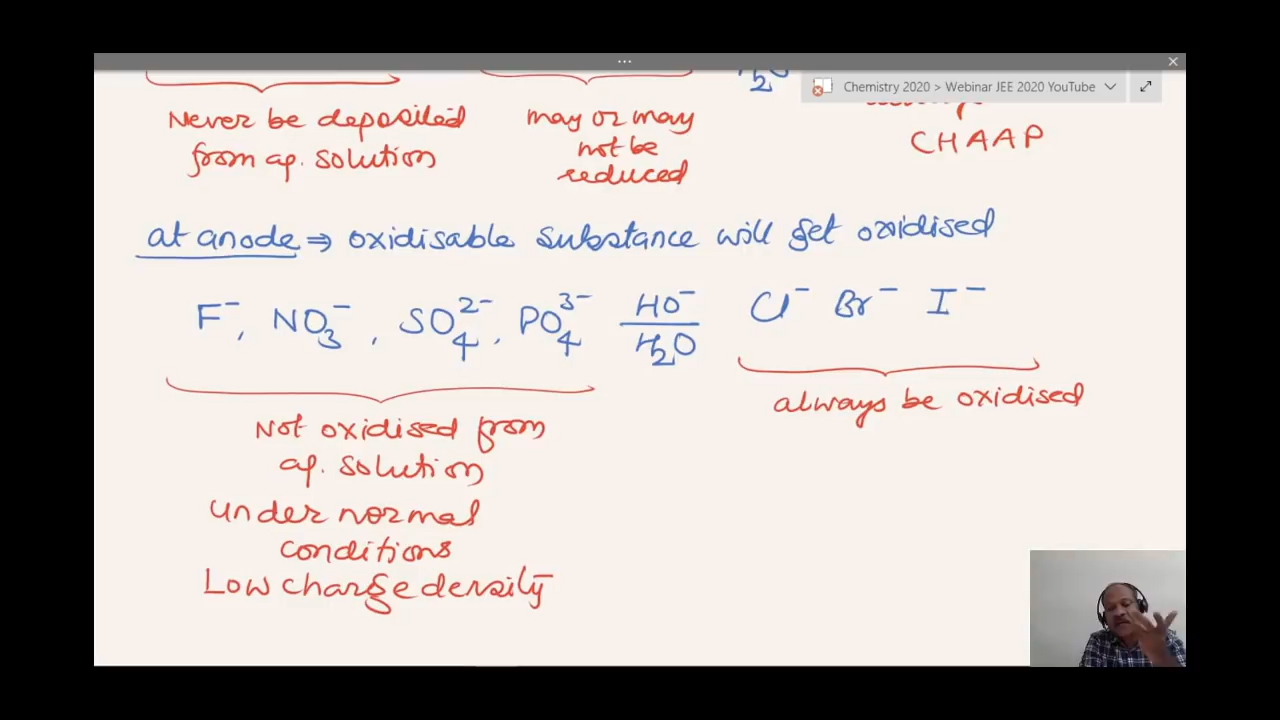 Chemistry 2020 > Webinar JEE 2020 YouTube
H2O
Never be deposited
from aq. solution
may or may
not be
reduced
CHAAP
at anode ⇒ oxidisable substance will get oxidised
F⁻, NO₃⁻, SO₄²⁻, PO₄³⁻ HO⁻ Cl⁻ Br⁻ I⁻
H₂O
always be oxidised
Not oxidised from
aq. solution
under normal
conditions
Low charge density